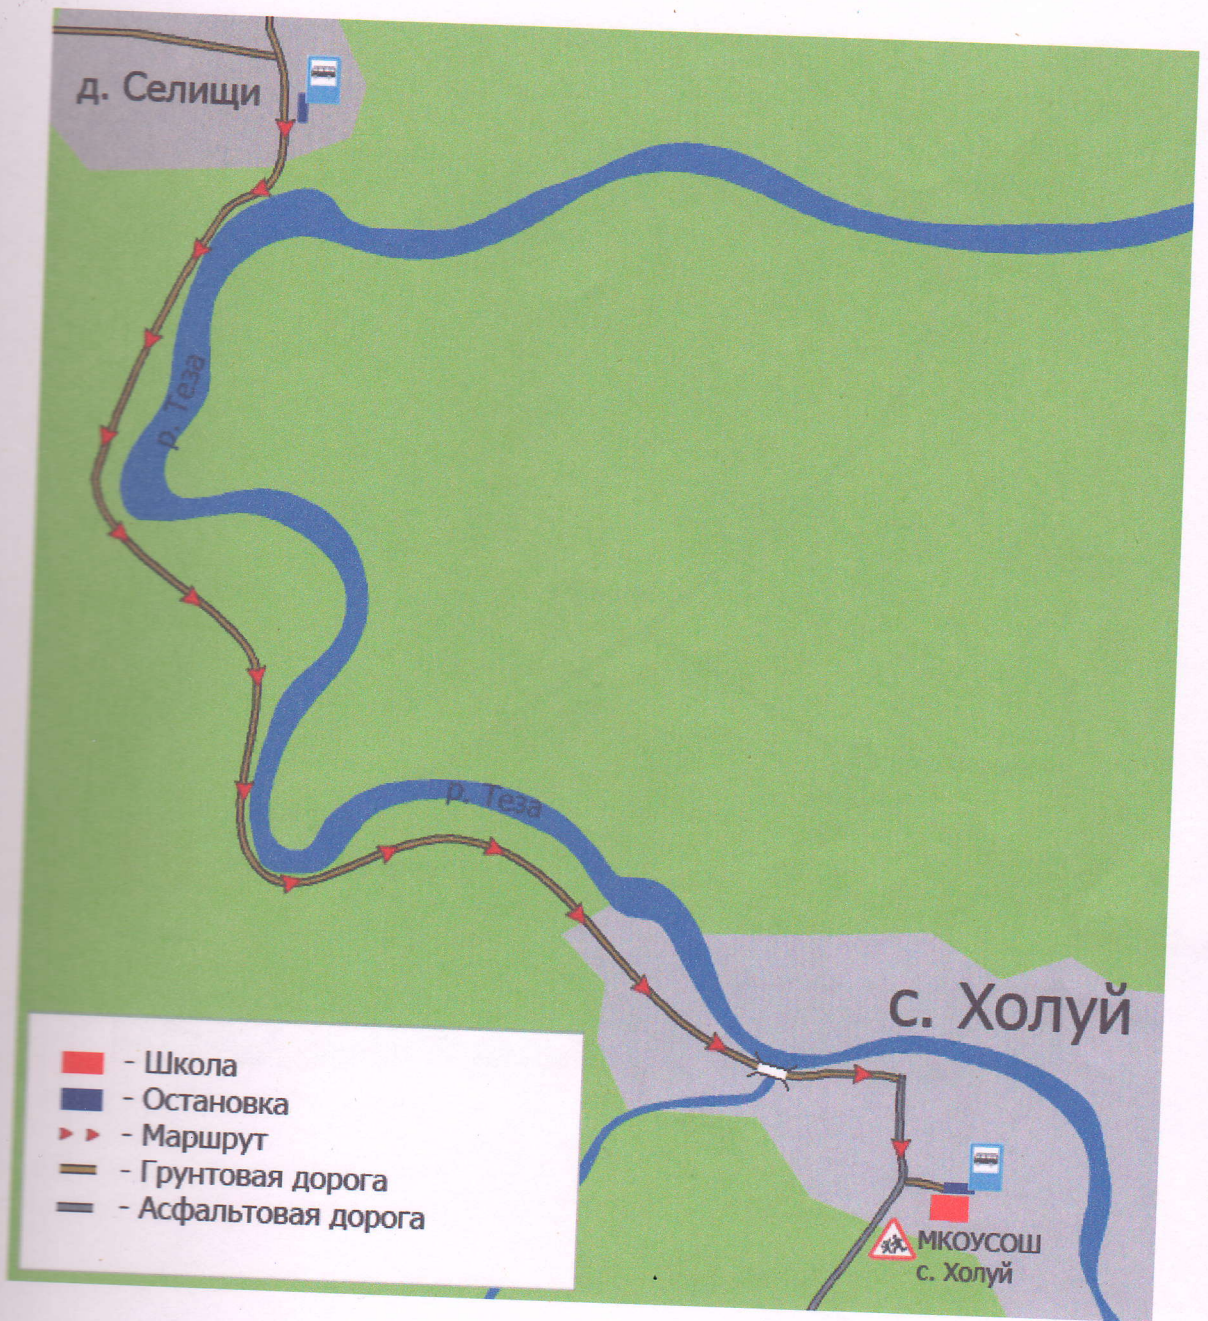 д. Селищи
р. Теза
р. Теза
с. Холуй
- Школа
- Остановка
- Маршрут
- Грунтовая дорога
- Асфальтовая дорога
МКОУСОШ
с. Холуй